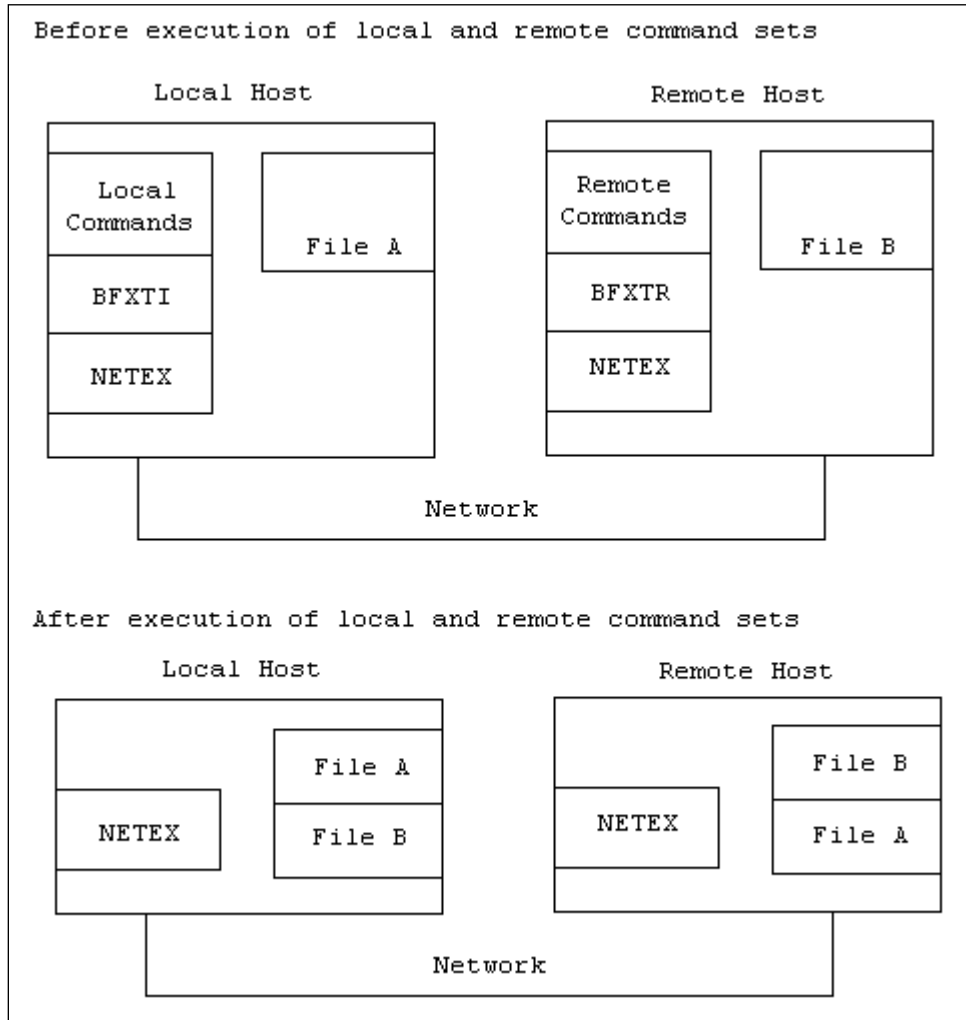 Before execution of local and remote command sets
Local Host
Remote Host
Local
Commands
File A
BFXTI
NETEX
Remote
Commands
File B
BFXTR
NETEX
Network
After execution of local and remote command sets
Local Host
Remote Host
File A
NETEX
File B
File B
NETEX
File A
Network